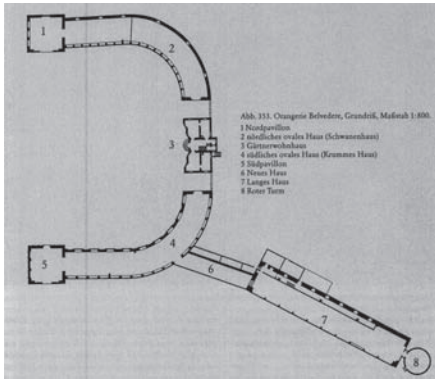 1
2
Abb. 353. Orangerie Belvedere, Grundriß, Maßstab 1:800.
1 Nordpavillon
2 nördliches ovales Haus (Schwanenhaus)
3 Gärtnerwohnhaus
4 südliches ovales Haus (Krummes Haus)
5 Südpavillon
6 Neues Haus
7 Langes Haus
8 Roter Turm
3
4
5
6
7
8